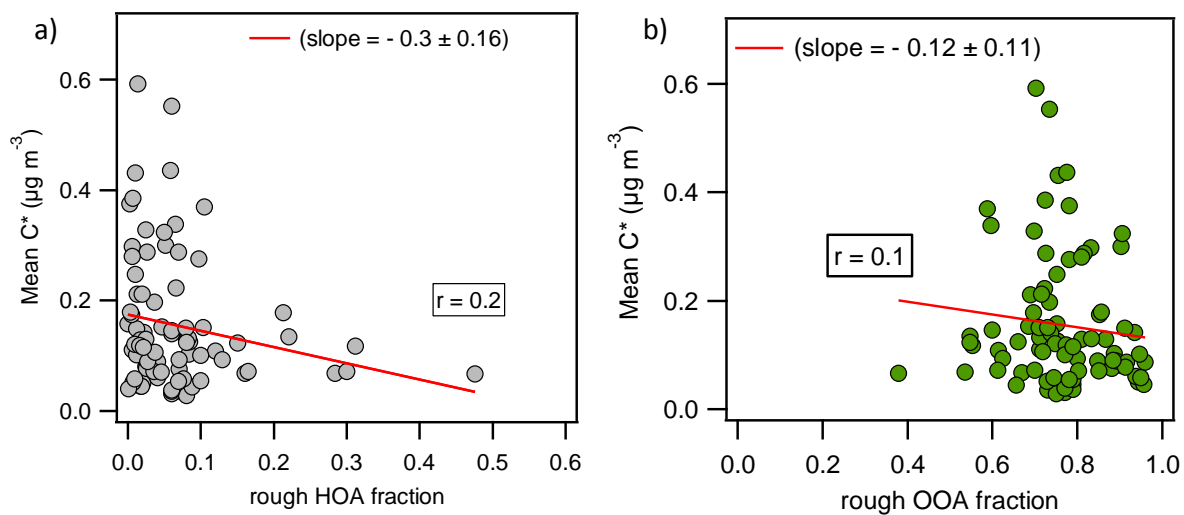 a)
(slope = - 0.3 ± 0.16)
Mean C* (µg m-3)
0.6
0.4
0.2
0.0
r = 0.2
0.0 0.1 0.2 0.3 0.4 0.5 0.6
rough HOA fraction
b)
(slope = - 0.12 ± 0.11)
Mean C* (µg m-3)
0.6
0.4
0.2
0.0
r = 0.1
0.0 0.2 0.4 0.6 0.8 1.0
rough OOA fraction